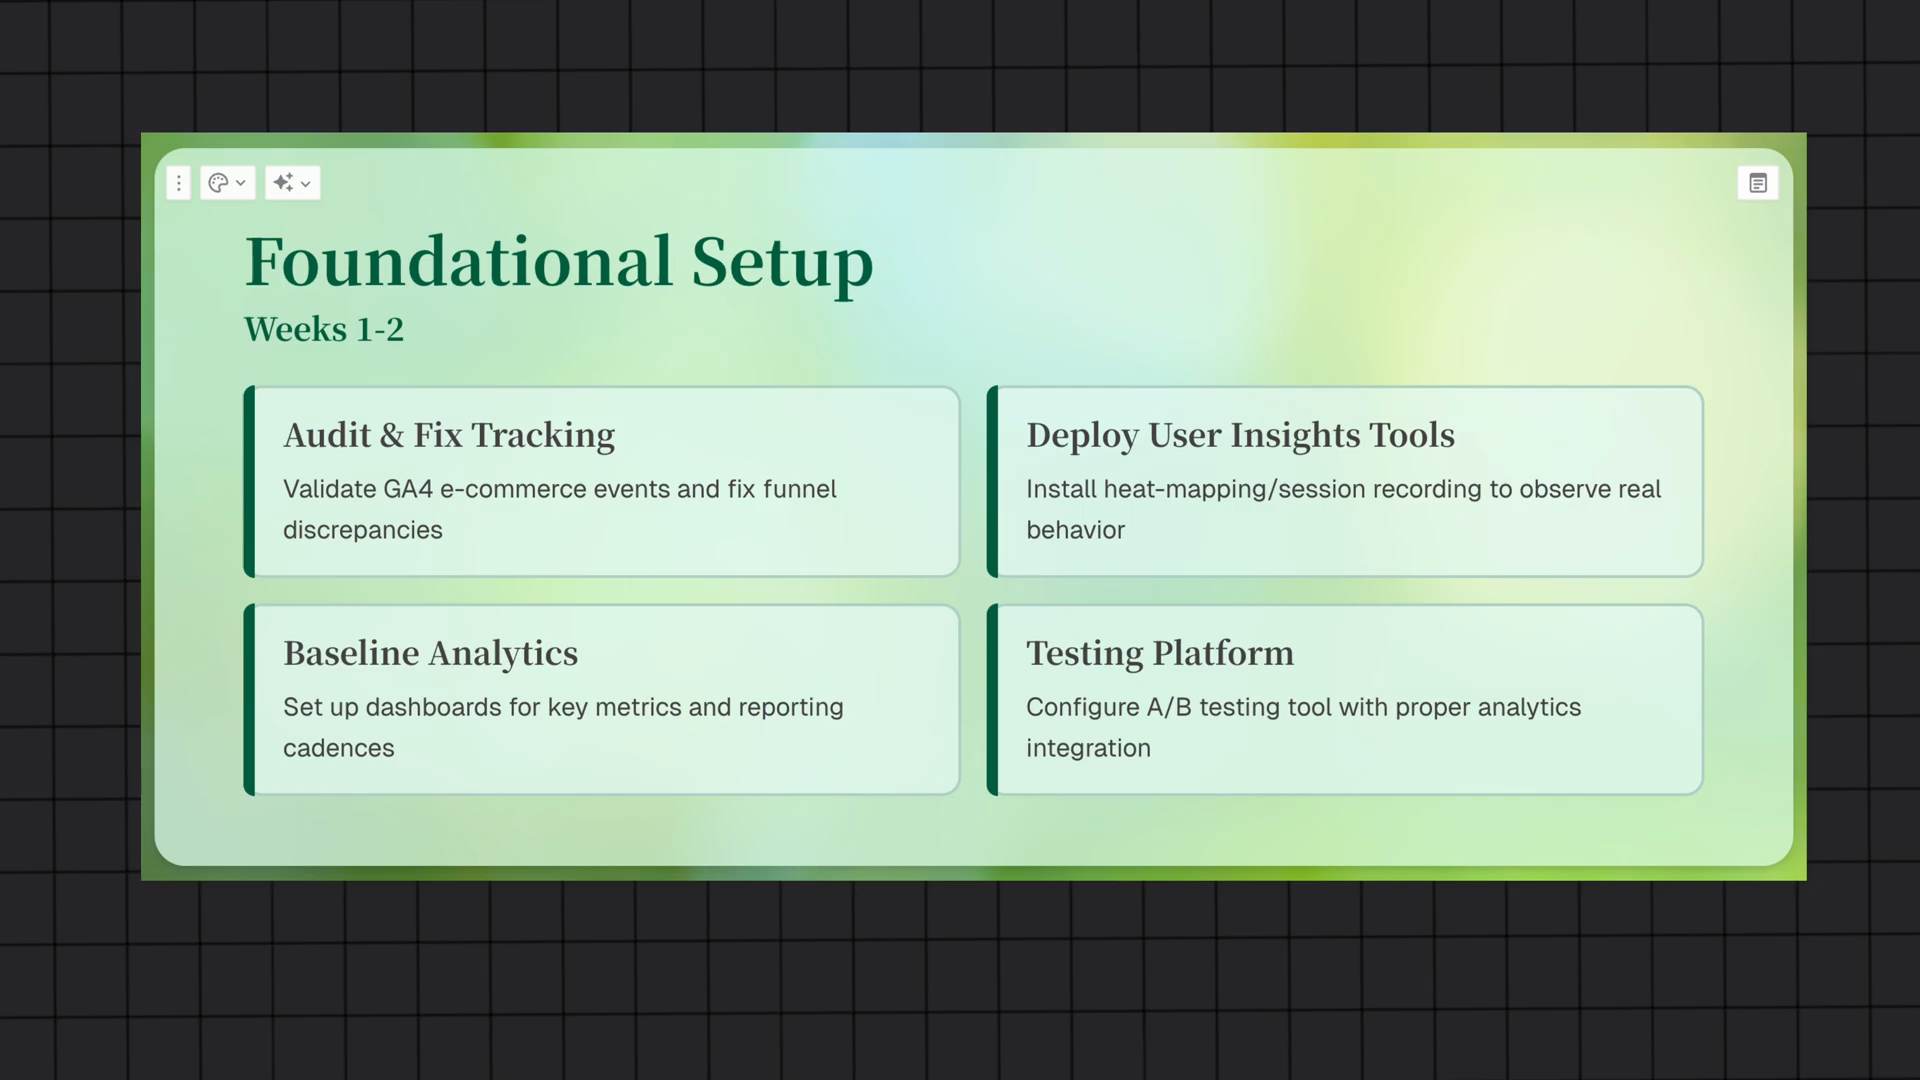 Foundational Setup
Weeks 1-2
Audit & Fix Tracking
Validate GA4 e-commerce events and fix funnel
discrepancies
Deploy User Insights Tools
Install heat-mapping/session recording to observe real
behavior
Baseline Analytics
Set up dashboards for key metrics and reporting
cadences
Testing Platform
Configure A/B testing tool with proper analytics
integration